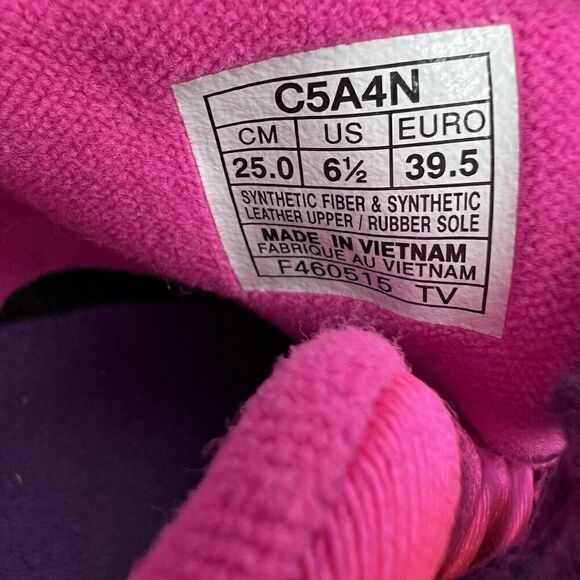 C5A4N
CM US EURO
25.0 6½ 39.5
SYNTHETIC FIBER & SYNTHETIC
LEATHER UPPER / RUBBER SOLE
MADE IN VIETNAM
FABRIQUE AU VIETNAM
F460515 TV